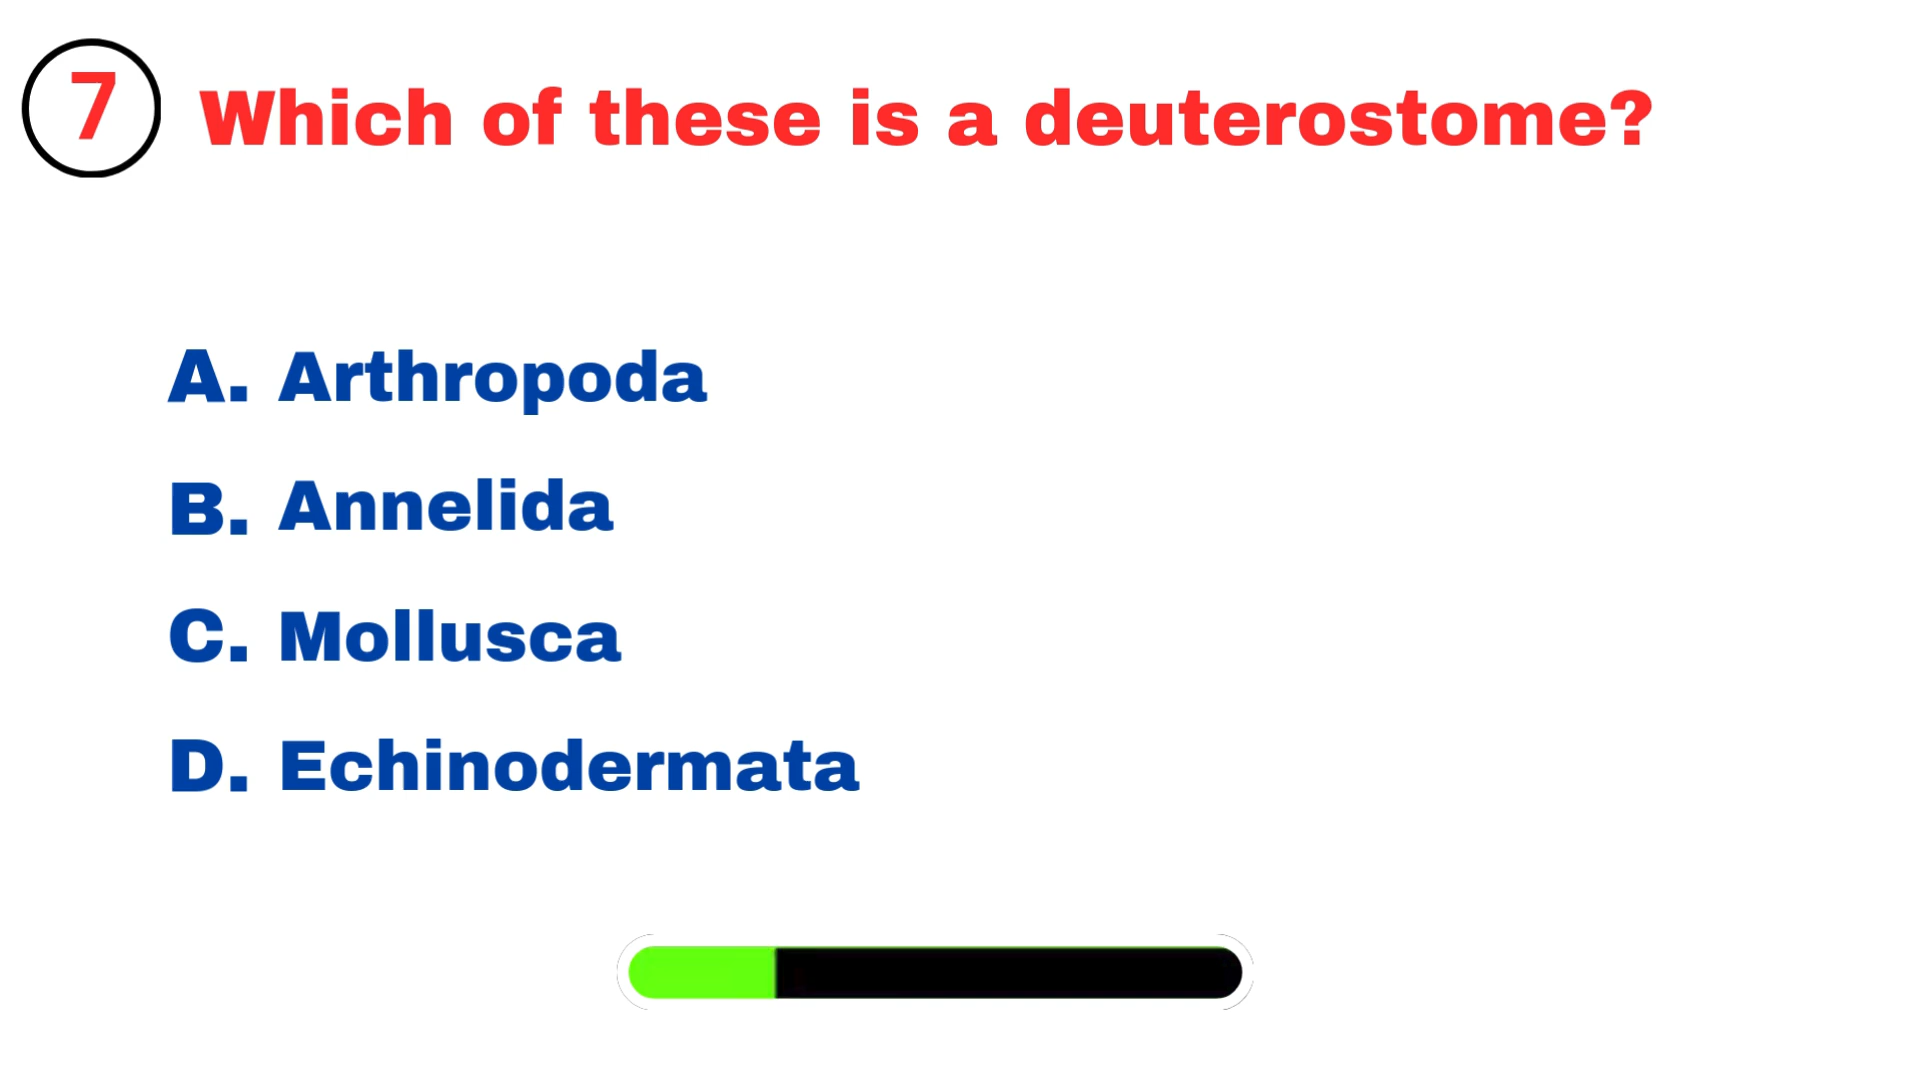 7 Which of these is a deuterostome?
A. Arthropoda
B. Annelida
C. Mollusca
D. Echinodermata